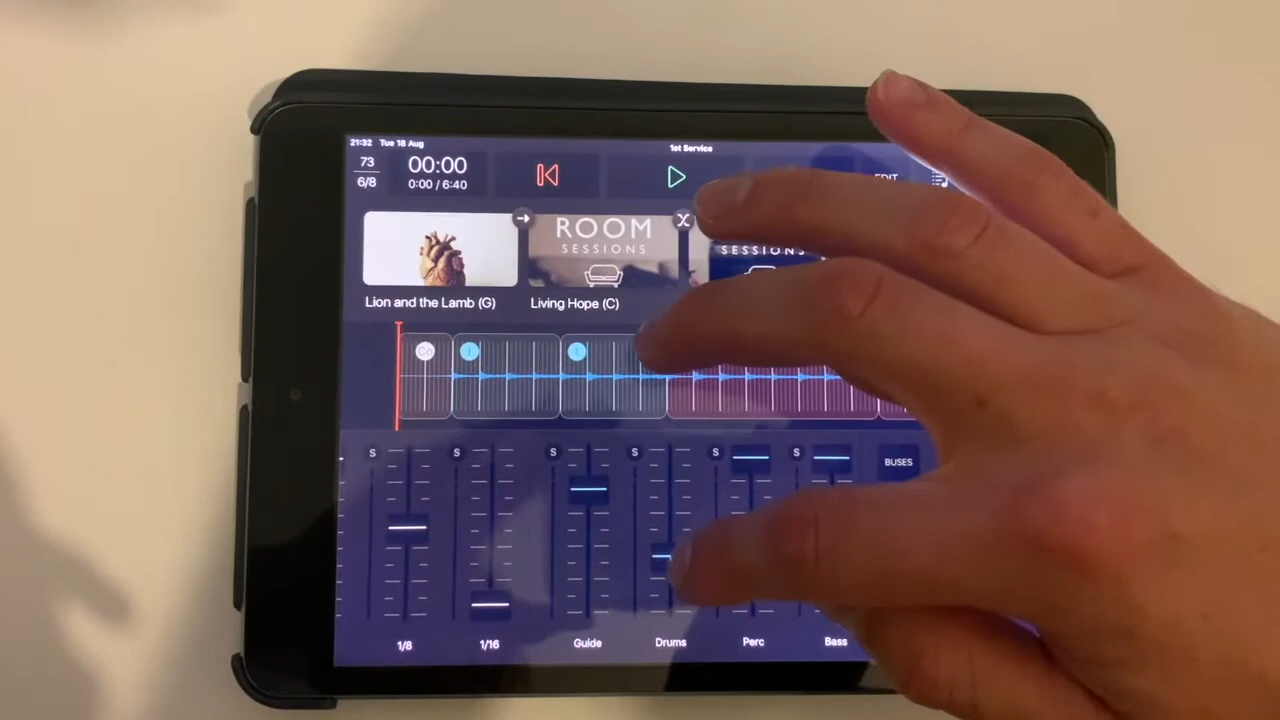 21:32 Tue 18 Aug
1st Service
73
6/8
00:00
0:00 / 6:40
EDIT
ROOM
SESSIONS
SESSIONS
Lion and the Lamb (G)
Living Hope (C)
Co
I
I
S
S
S
S
S
S
BUSES
1/8
1/16
Guide
Drums
Perc
Bass